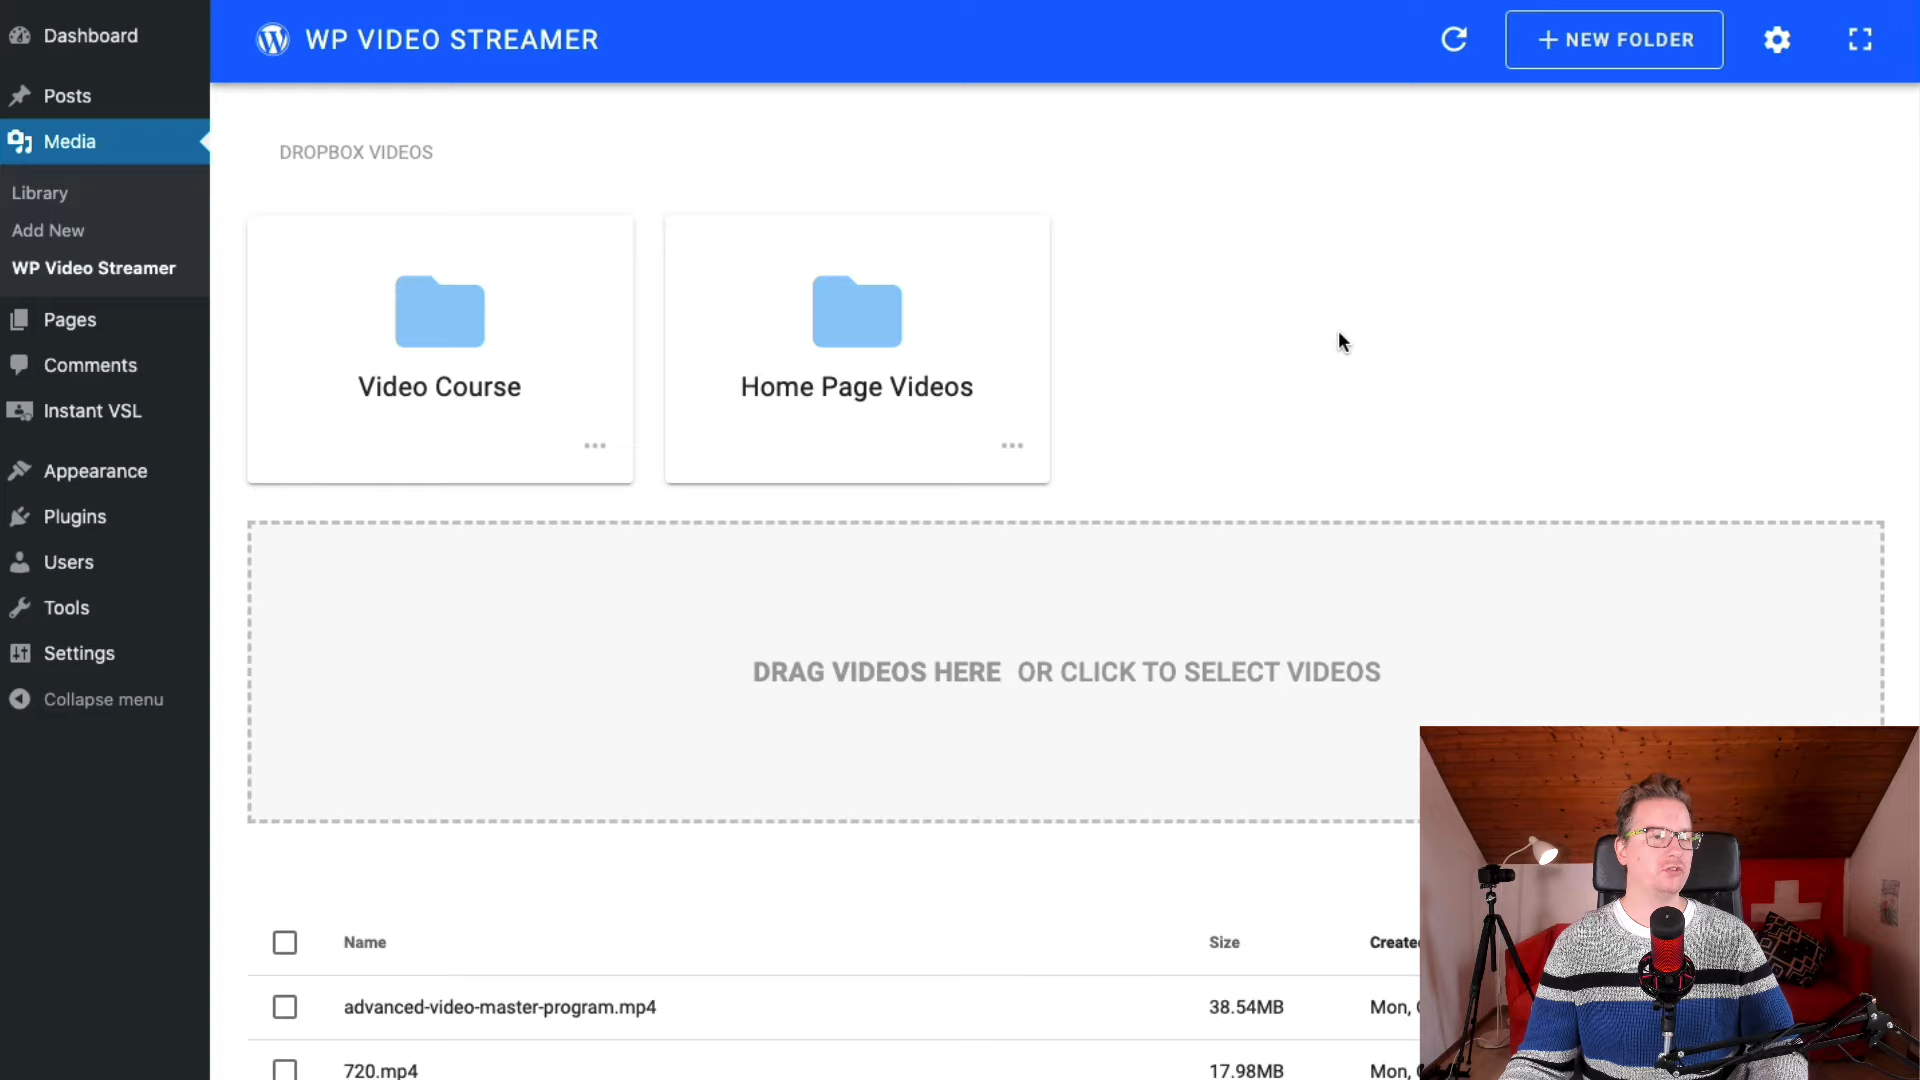 Dashboard
Posts
Media
Library
Add New
WP Video Streamer
Pages
Comments
Instant VSL
Appearance
Plugins
Users
Tools
Settings
Collapse menu
WP VIDEO STREAMER
+ NEW FOLDER
DROPBOX VIDEOS
Video Course
Home Page Videos
DRAG VIDEOS HERE OR CLICK TO SELECT VIDEOS
Name Size Create
advanced-video-master-program.mp4 38.54MB Mon,
720.mp4 17.98MB Mon,